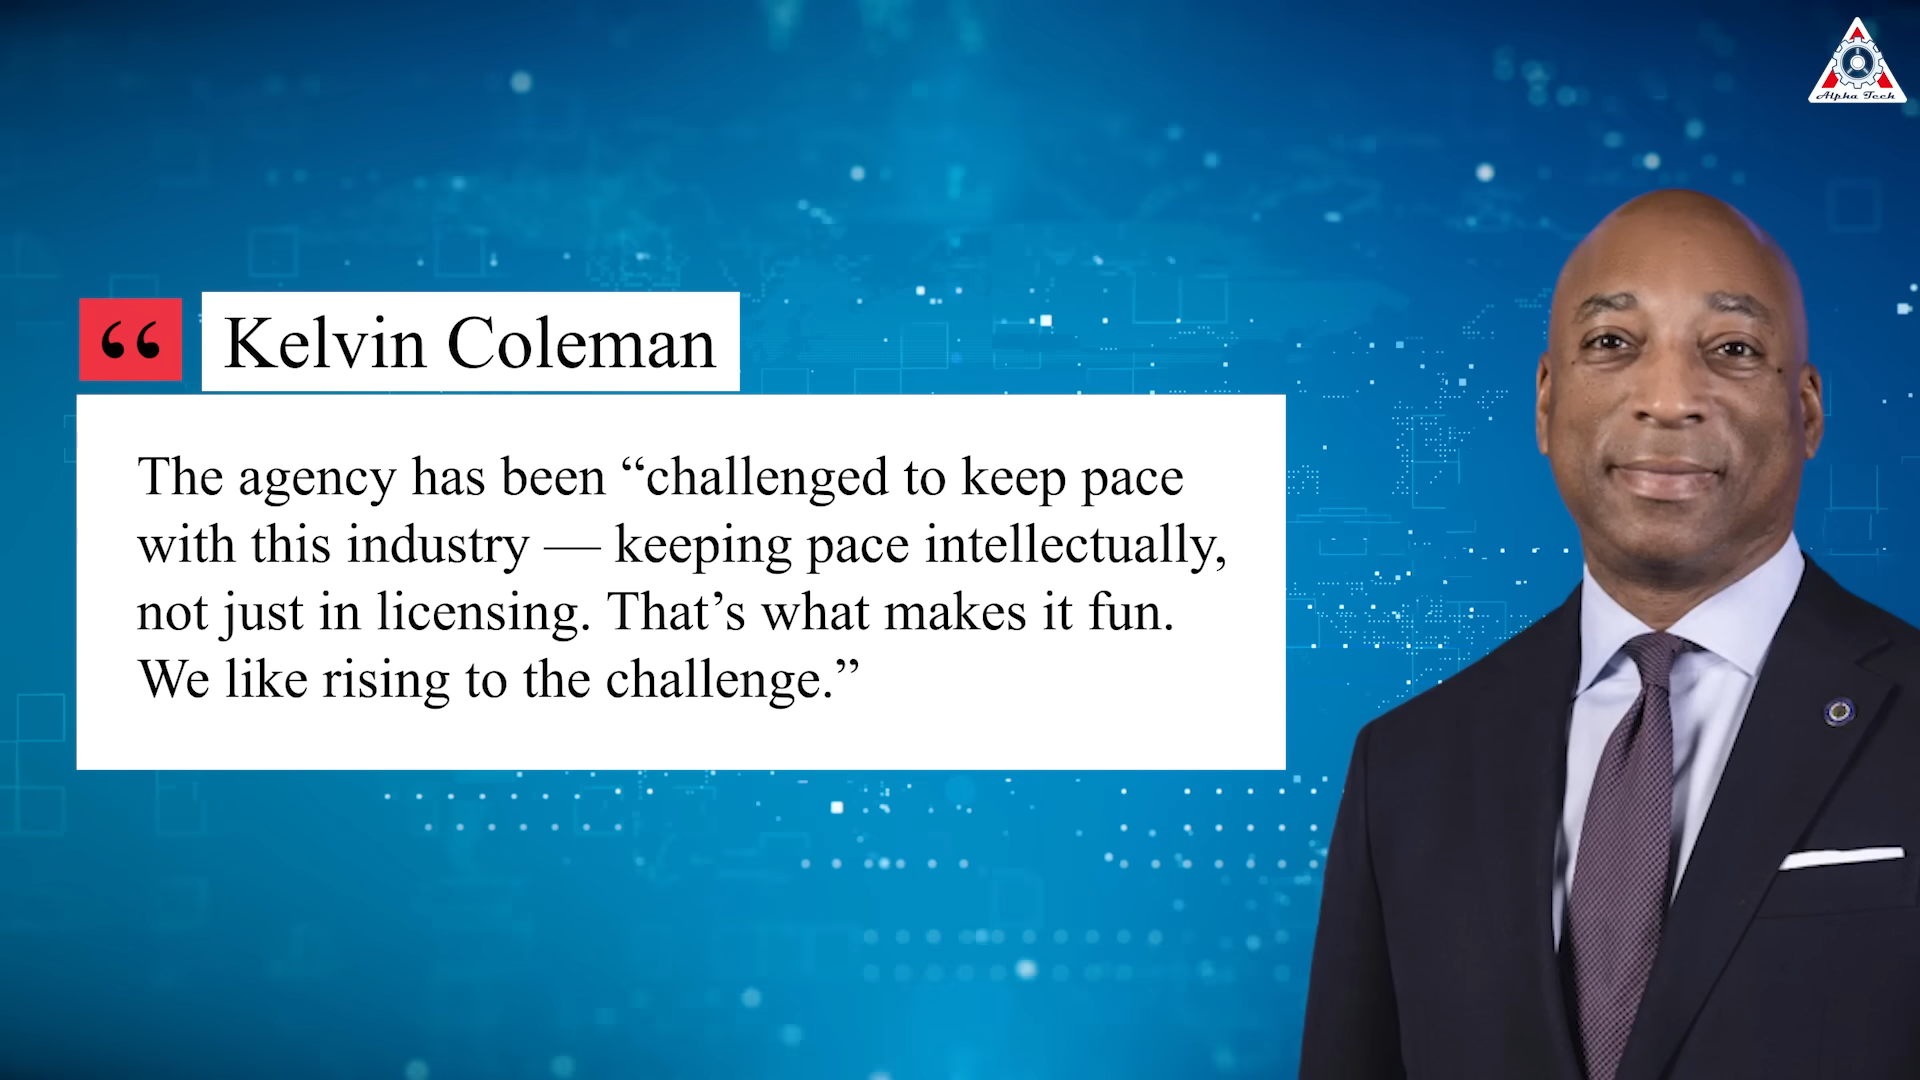 Alpha Tech
“
Kelvin Coleman
The agency has been “challenged to keep pace
with this industry — keeping pace intellectually,
not just in licensing. That’s what makes it fun.
We like rising to the challenge.”